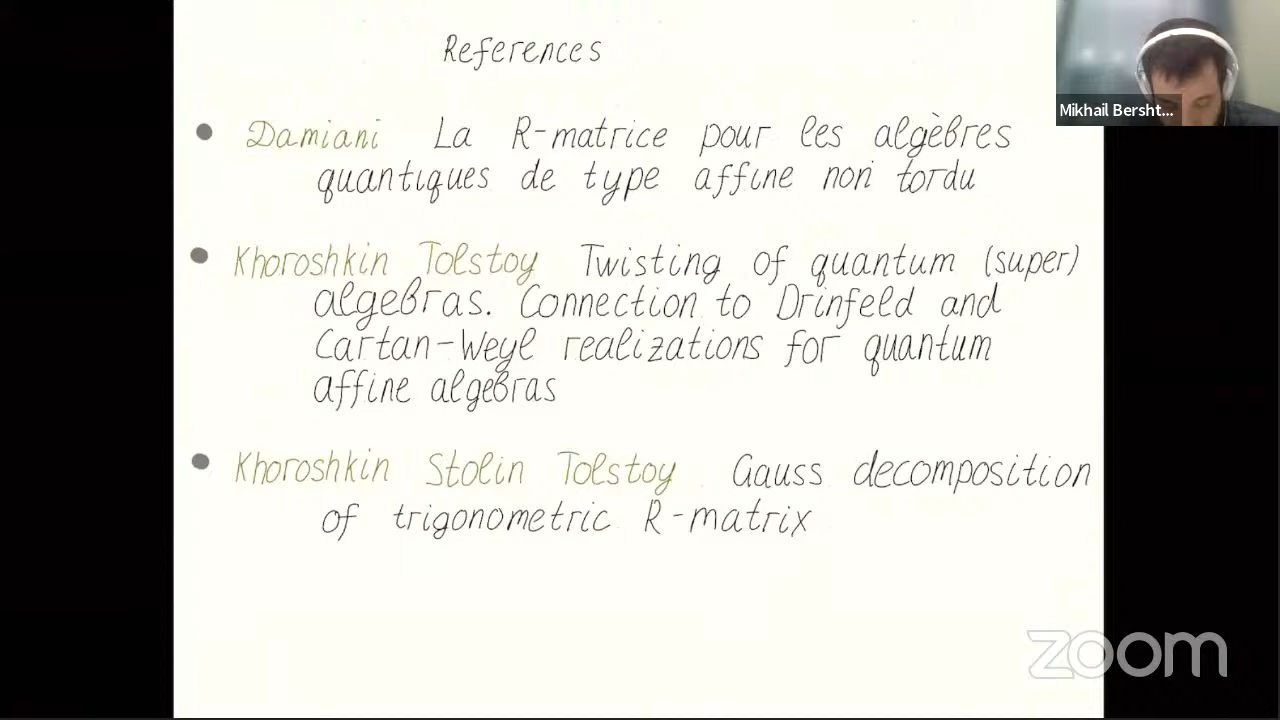 References
Mikhail Bersht...
• Damiani La R-matrice pour les algèbres
quantiques de type affine non tordu
• Khoroshkin Tolstoy Twisting of quantum (super)
algebras. Connection to Drinfeld and
Cartan-Weyl realizations for quantum
affine algebras
• Khoroshkin Stolin Tolstoy Gauss decomposition
of trigonometric R-matrix
zoom